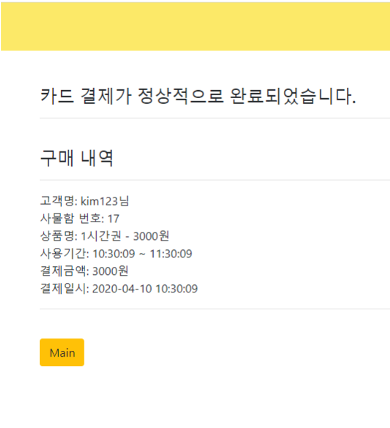 카드 결제가 정상적으로 완료되었습니다.
구매 내역
고객명: kim123님
사물함 번호: 17
상품명: 1시간권 - 3000원
사용기간: 10:30:09 ~ 11:30:09
결제금액: 3000원
결제일시: 2020-04-10 10:30:09
Main